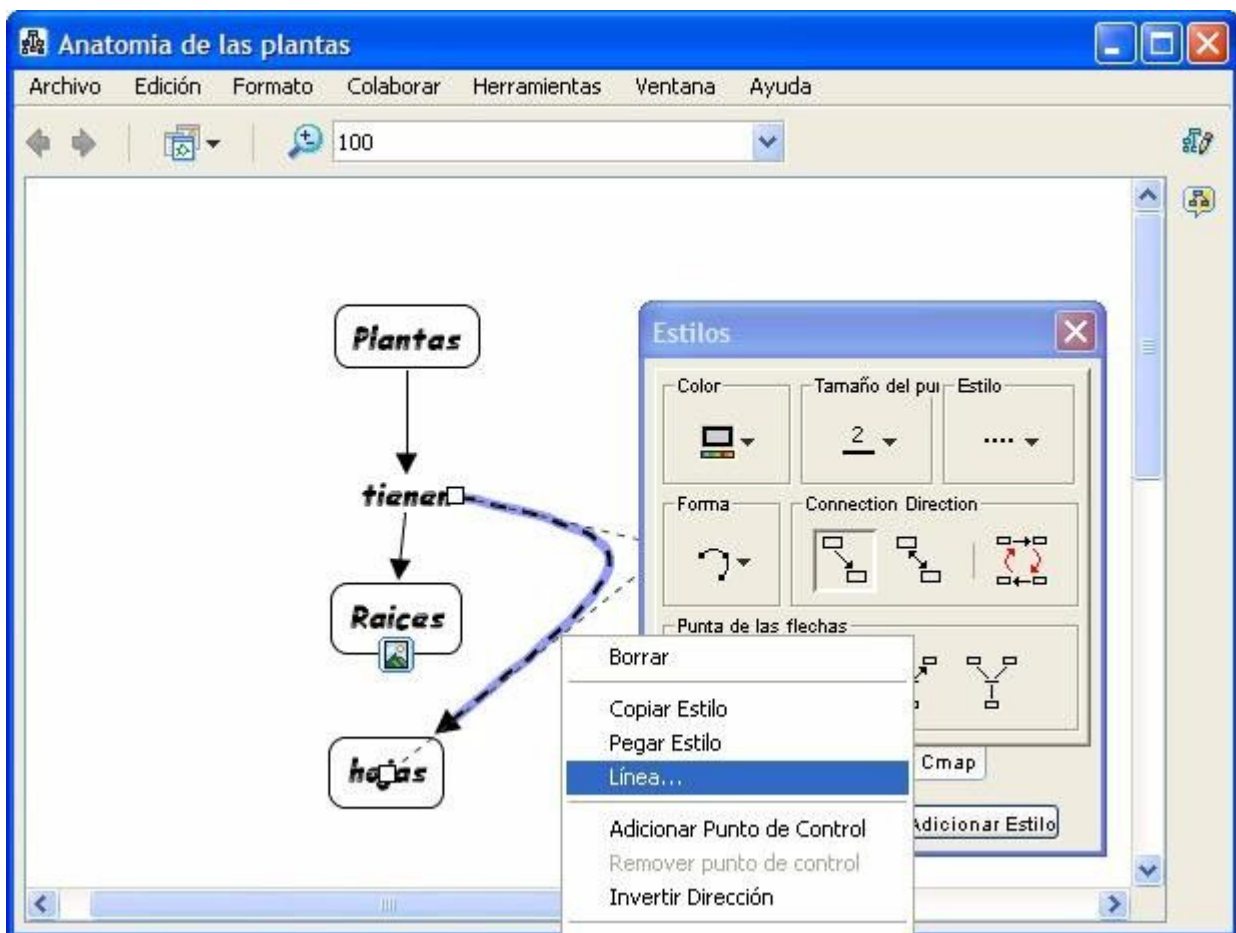 Anatomia de las plantas
Archivo Edición Formato Colaborar Herramientas Ventana Ayuda
100
Plantas
tienen
Raices
hojas
Estilos
Color
Tamaño del pu
Estilo
2
Forma
Connection Direction
Punta de las flechas
Cmap
Adicionar Estilo
Borrar
Copiar Estilo
Pegar Estilo
Línea...
Adicionar Punto de Control
Remover punto de control
Invertir Dirección